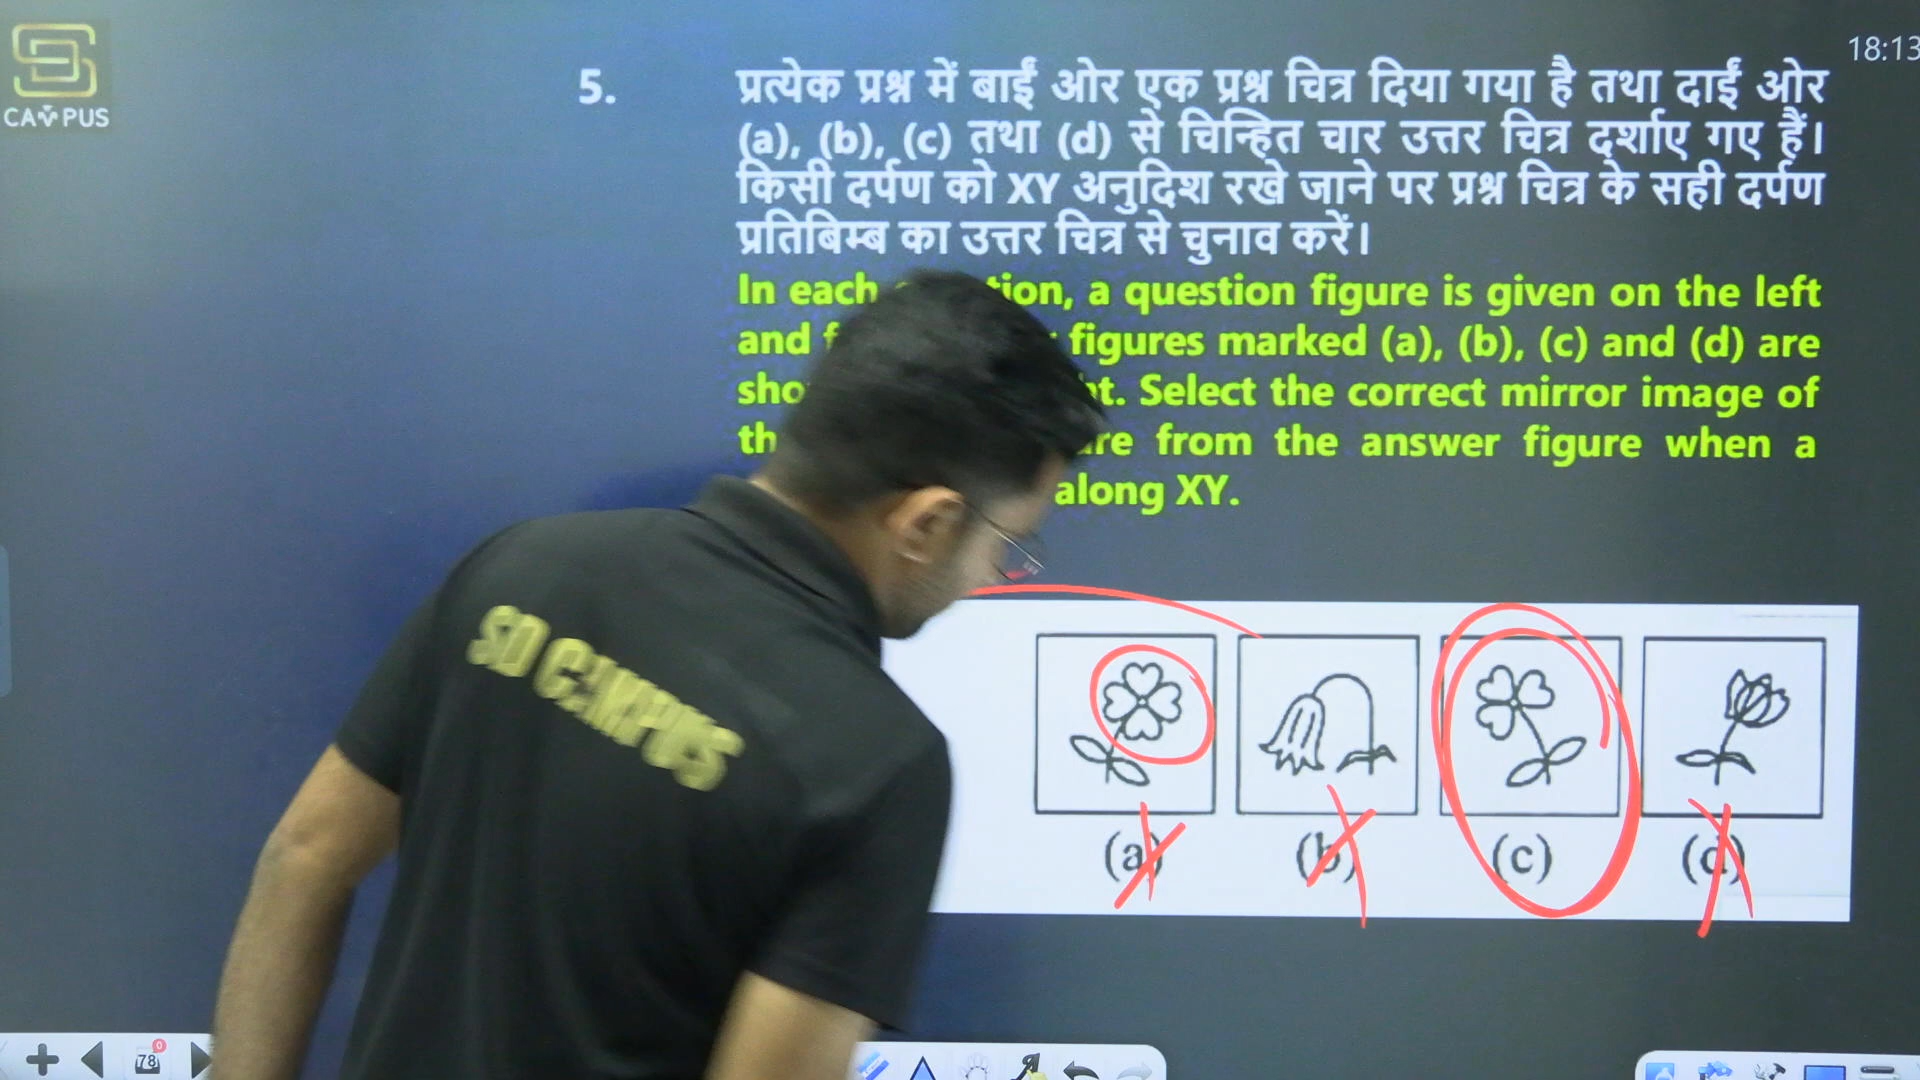 18:13
CAMPUS
5.
प्रत्येक प्रश्न में बाईं ओर एक प्रश्न चित्र दिया गया है तथा दाईं ओर
(a), (b), (c) तथा (d) से चिन्हित चार उत्तर चित्र दर्शाए गए हैं।
किसी दर्पण को XY अनुदिश रखे जाने पर प्रश्न चित्र के सही दर्पण
प्रतिबिम्ब का उत्तर चित्र से चुनाव करें।
In each tion, a question figure is given on the left
and figures marked (a), (b), (c) and (d) are
Select the correct mirror image of
from the answer figure when a
along XY.
SD CAMPUS
(a) (b) (c) (d)
78
0